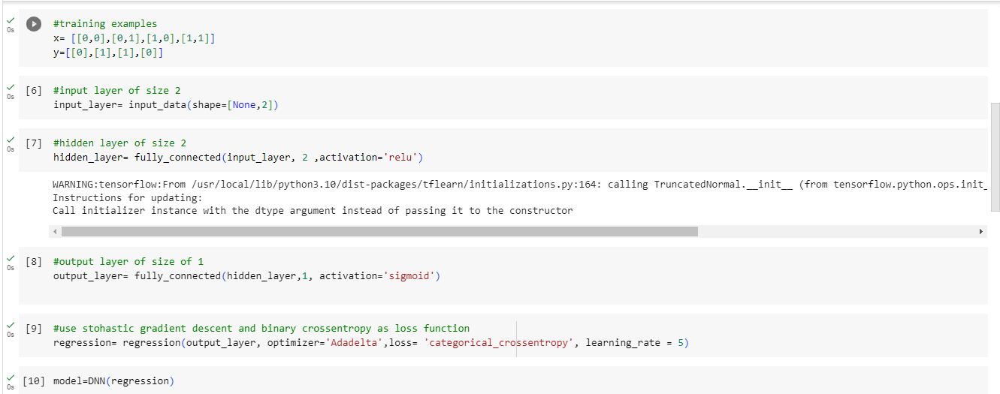 0s
#training examples
x= [[0,0],[0,1],[1,0],[1,1]]
y=[[0],[1],[1],[0]]
0s
[6] #input layer of size 2
input_layer= input_data(shape=[None,2])
0s
[7] #hidden layer of size 2
hidden_layer= fully_connected(input_layer, 2 ,activation='relu')
WARNING:tensorflow:From /usr/local/lib/python3.10/dist-packages/tflearn/initializations.py:164: calling TruncatedNormal.__init__ (from tensorflow.python.ops.init_
Instructions for updating:
Call initializer instance with the dtype argument instead of passing it to the constructor
0s
[8] #output layer of size of 1
output_layer= fully_connected(hidden_layer,1, activation='sigmoid')
0s
[9] #use stohastic gradient descent and binary crossentropy as loss function
regression= regression(output_layer, optimizer='Adadelta',loss= 'categorical_crossentropy', learning_rate = 5)
0s
[10] model=DNN(regression)